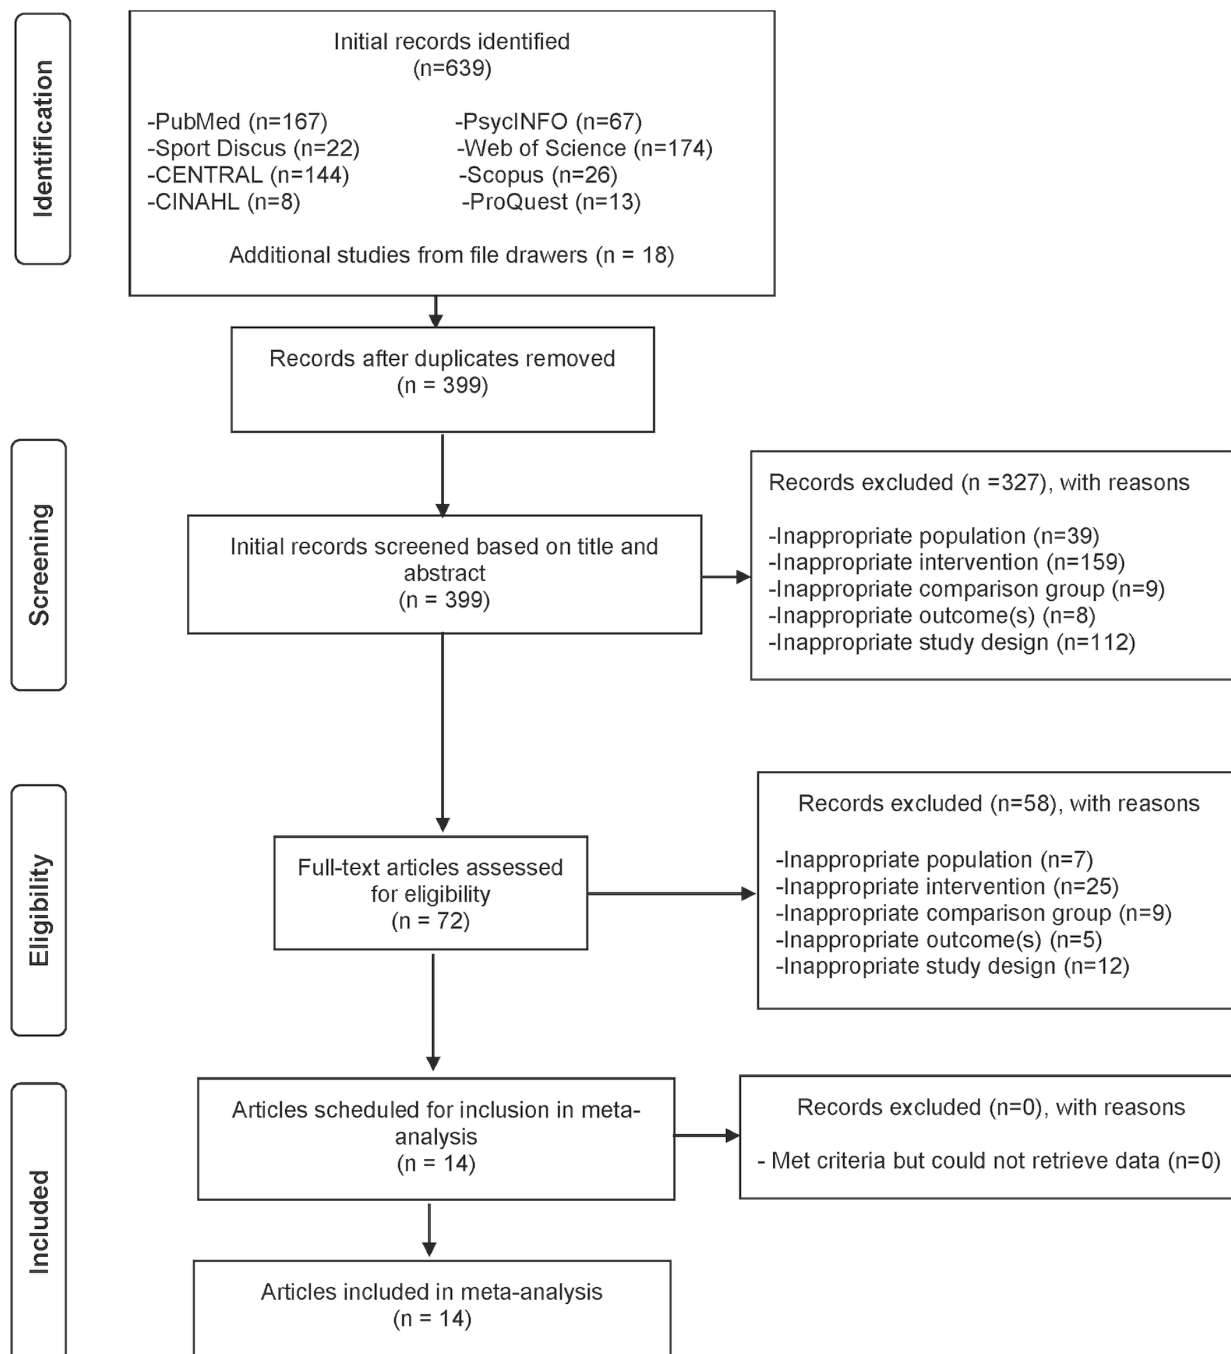 Identification
Initial records identified
(n=639)
-PubMed (n=167)
-PsycINFO (n=67)
-Sport Discus (n=22)
-Web of Science (n=174)
-CENTRAL (n=144)
-Scopus (n=26)
-CINAHL (n=8)
-ProQuest (n=13)
Additional studies from file drawers (n = 18)
Records after duplicates removed
(n = 399)
Screening
Initial records screened based on title and
abstract
(n = 399)
Records excluded (n =327), with reasons
-Inappropriate population (n=39)
-Inappropriate intervention (n=159)
-Inappropriate comparison group (n=9)
-Inappropriate outcome(s) (n=8)
-Inappropriate study design (n=112)
Eligibility
Full-text articles assessed
for eligibility
(n = 72)
Records excluded (n=58), with reasons
-Inappropriate population (n=7)
-Inappropriate intervention (n=25)
-Inappropriate comparison group (n=9)
-Inappropriate outcome(s) (n=5)
-Inappropriate study design (n=12)
Included
Articles scheduled for inclusion in meta-
analysis
(n = 14)
Records excluded (n=0), with reasons
- Met criteria but could not retrieve data (n=0)
Articles included in meta-analysis
(n = 14)